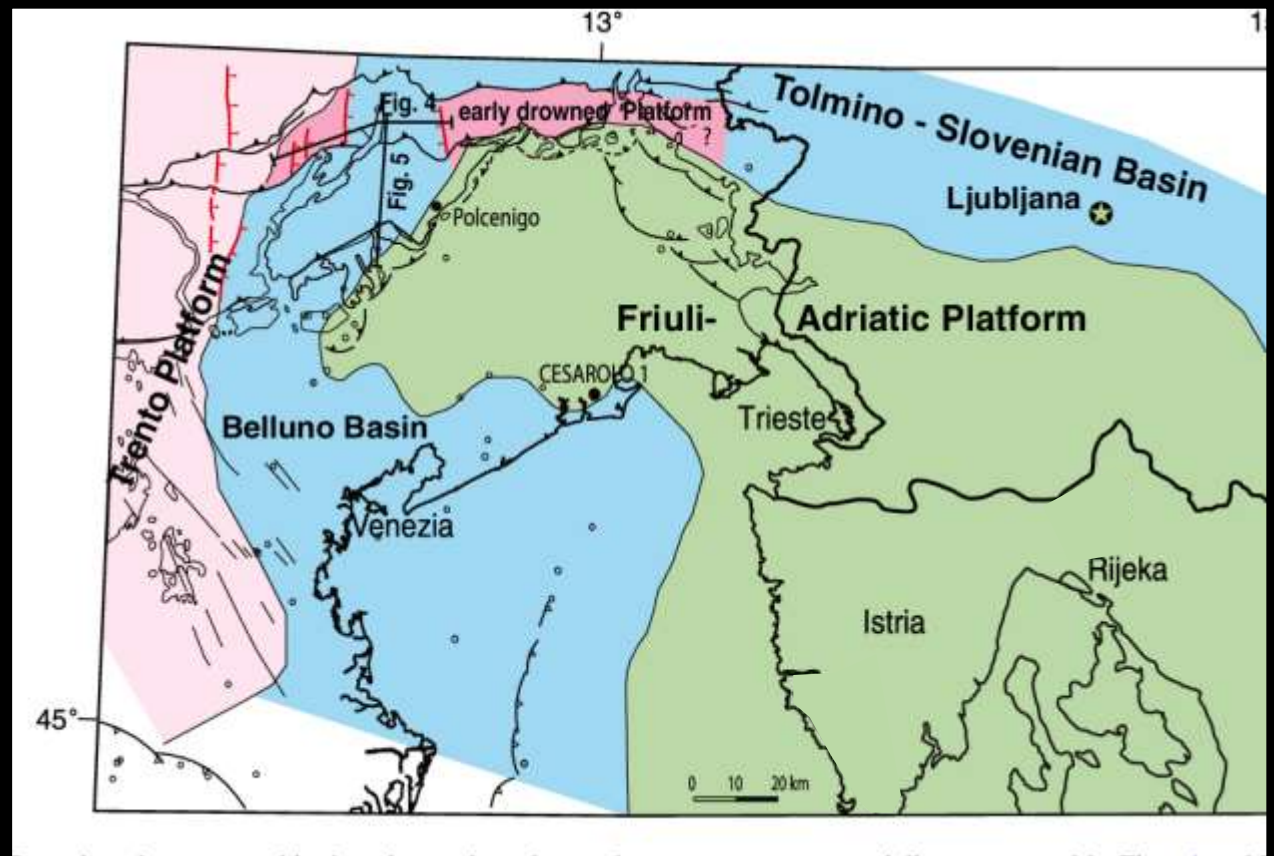 13°
Tolmino - Slovenian Basin
Ljubljana
Fig. 4
early drowned Platform
?
Fig. 5
Polcenigo
Trento Platform
Friuli-
Adriatic Platform
CESAROLO 1
Trieste
Belluno Basin
Venezia
Rijeka
Istria
45°
0 10 20 km